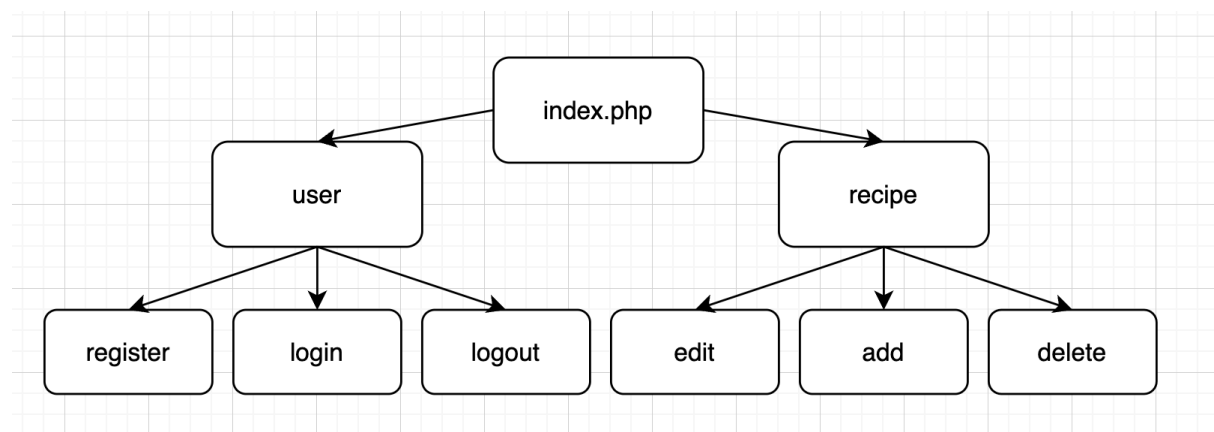 index.php
user
recipe
register
login
logout
edit
add
delete